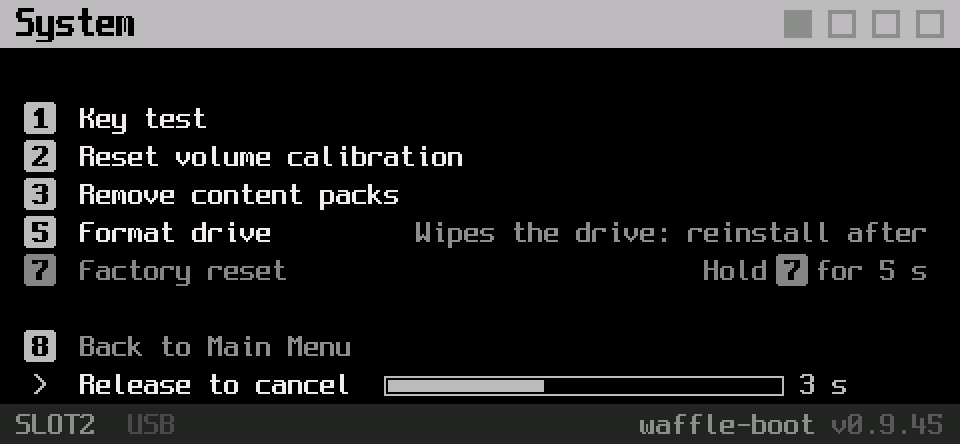 System
1 Key test
2 Reset volume calibration
3 Remove content packs
5 Format drive Wipes the drive: reinstall after
7 Factory reset Hold 7 for 5 s
8 Back to Main Menu
> Release to cancel 3 s
SLOT2 USB waffle-boot v0.9.45